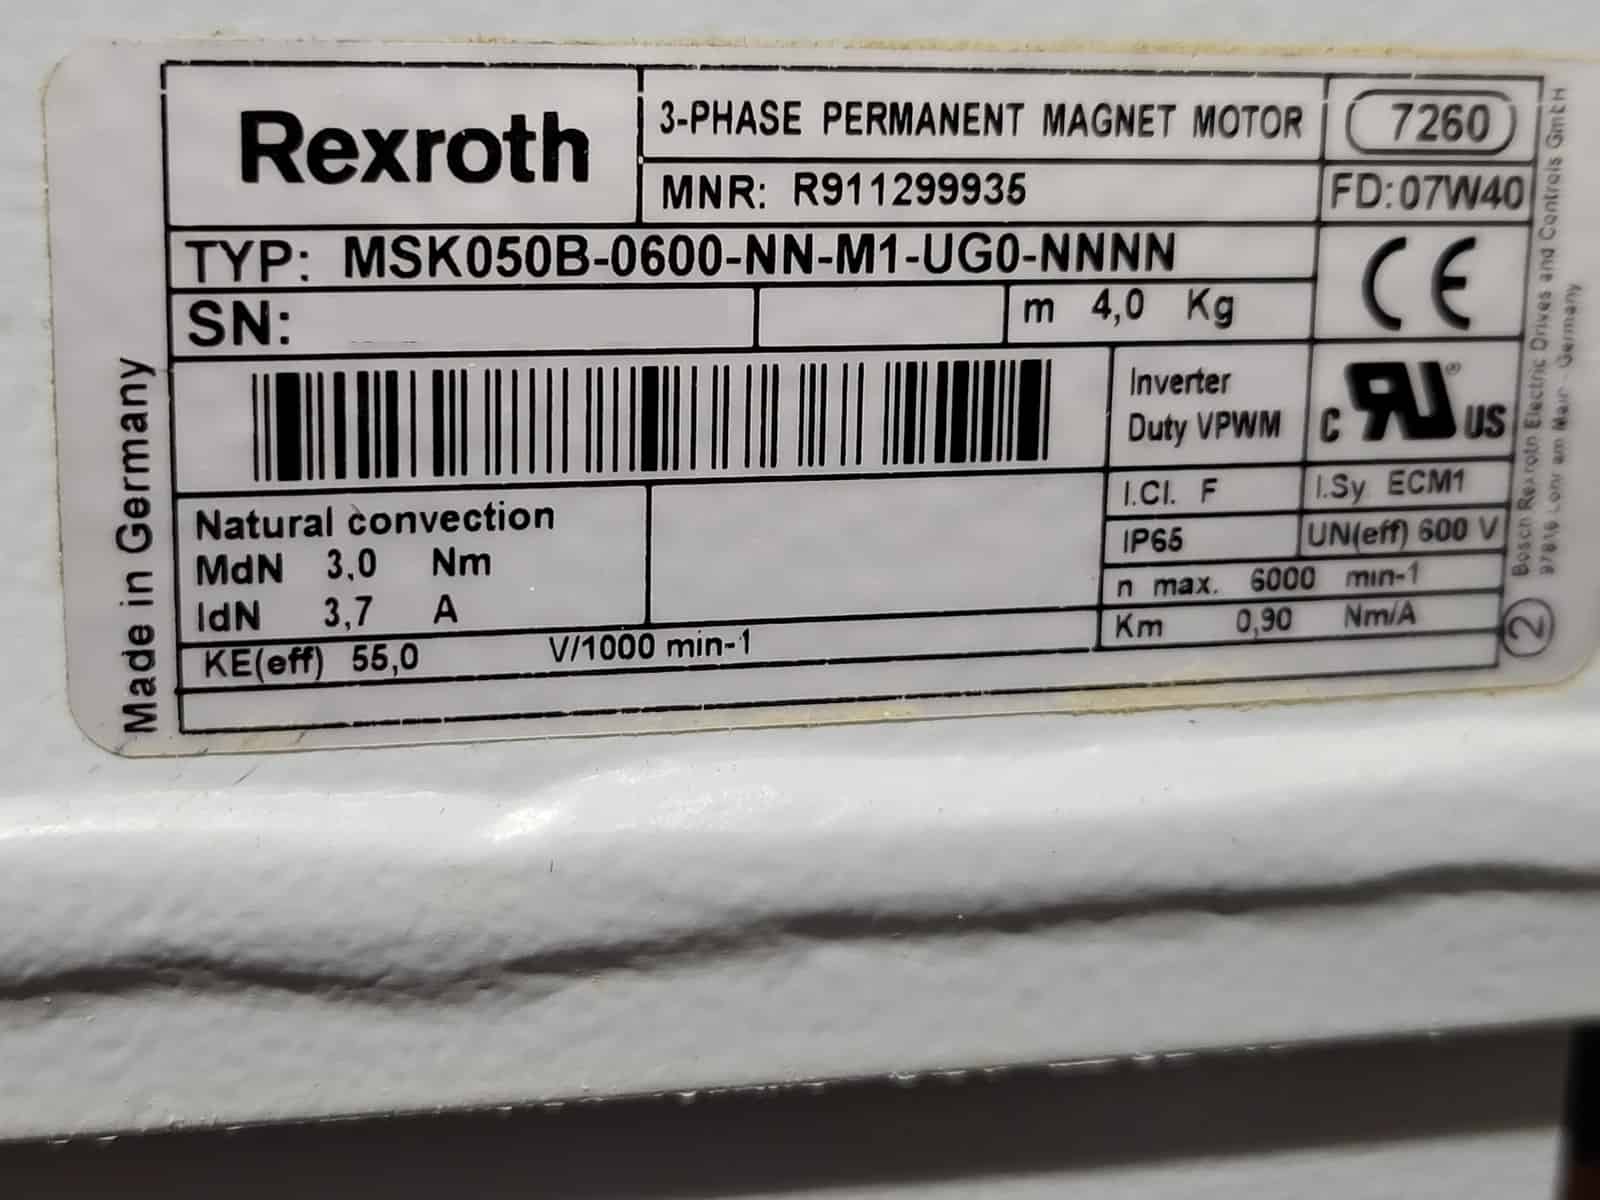 Rexroth
3-PHASE PERMANENT MAGNET MOTOR
7260
MNR: R911299935
FD:07W40
TYP: MSK050B-0600-NN-M1-UG0-NNNN
SN:
m 4,0 Kg
CE
Inverter
Duty VPWM
C RU ® US
I.Cl. F
I.Sy ECM1
IP65
UN(eff) 600 V
n max. 6000 min-1
Km 0,90 Nm/A
Natural convection
MdN 3,0 Nm
IdN 3,7 A
KE(eff) 55,0 V/1000 min-1
2
Made in Germany
Bosch Rexroth Electric Drives and Controls GmbH
97816 Lohr am Main - Germany